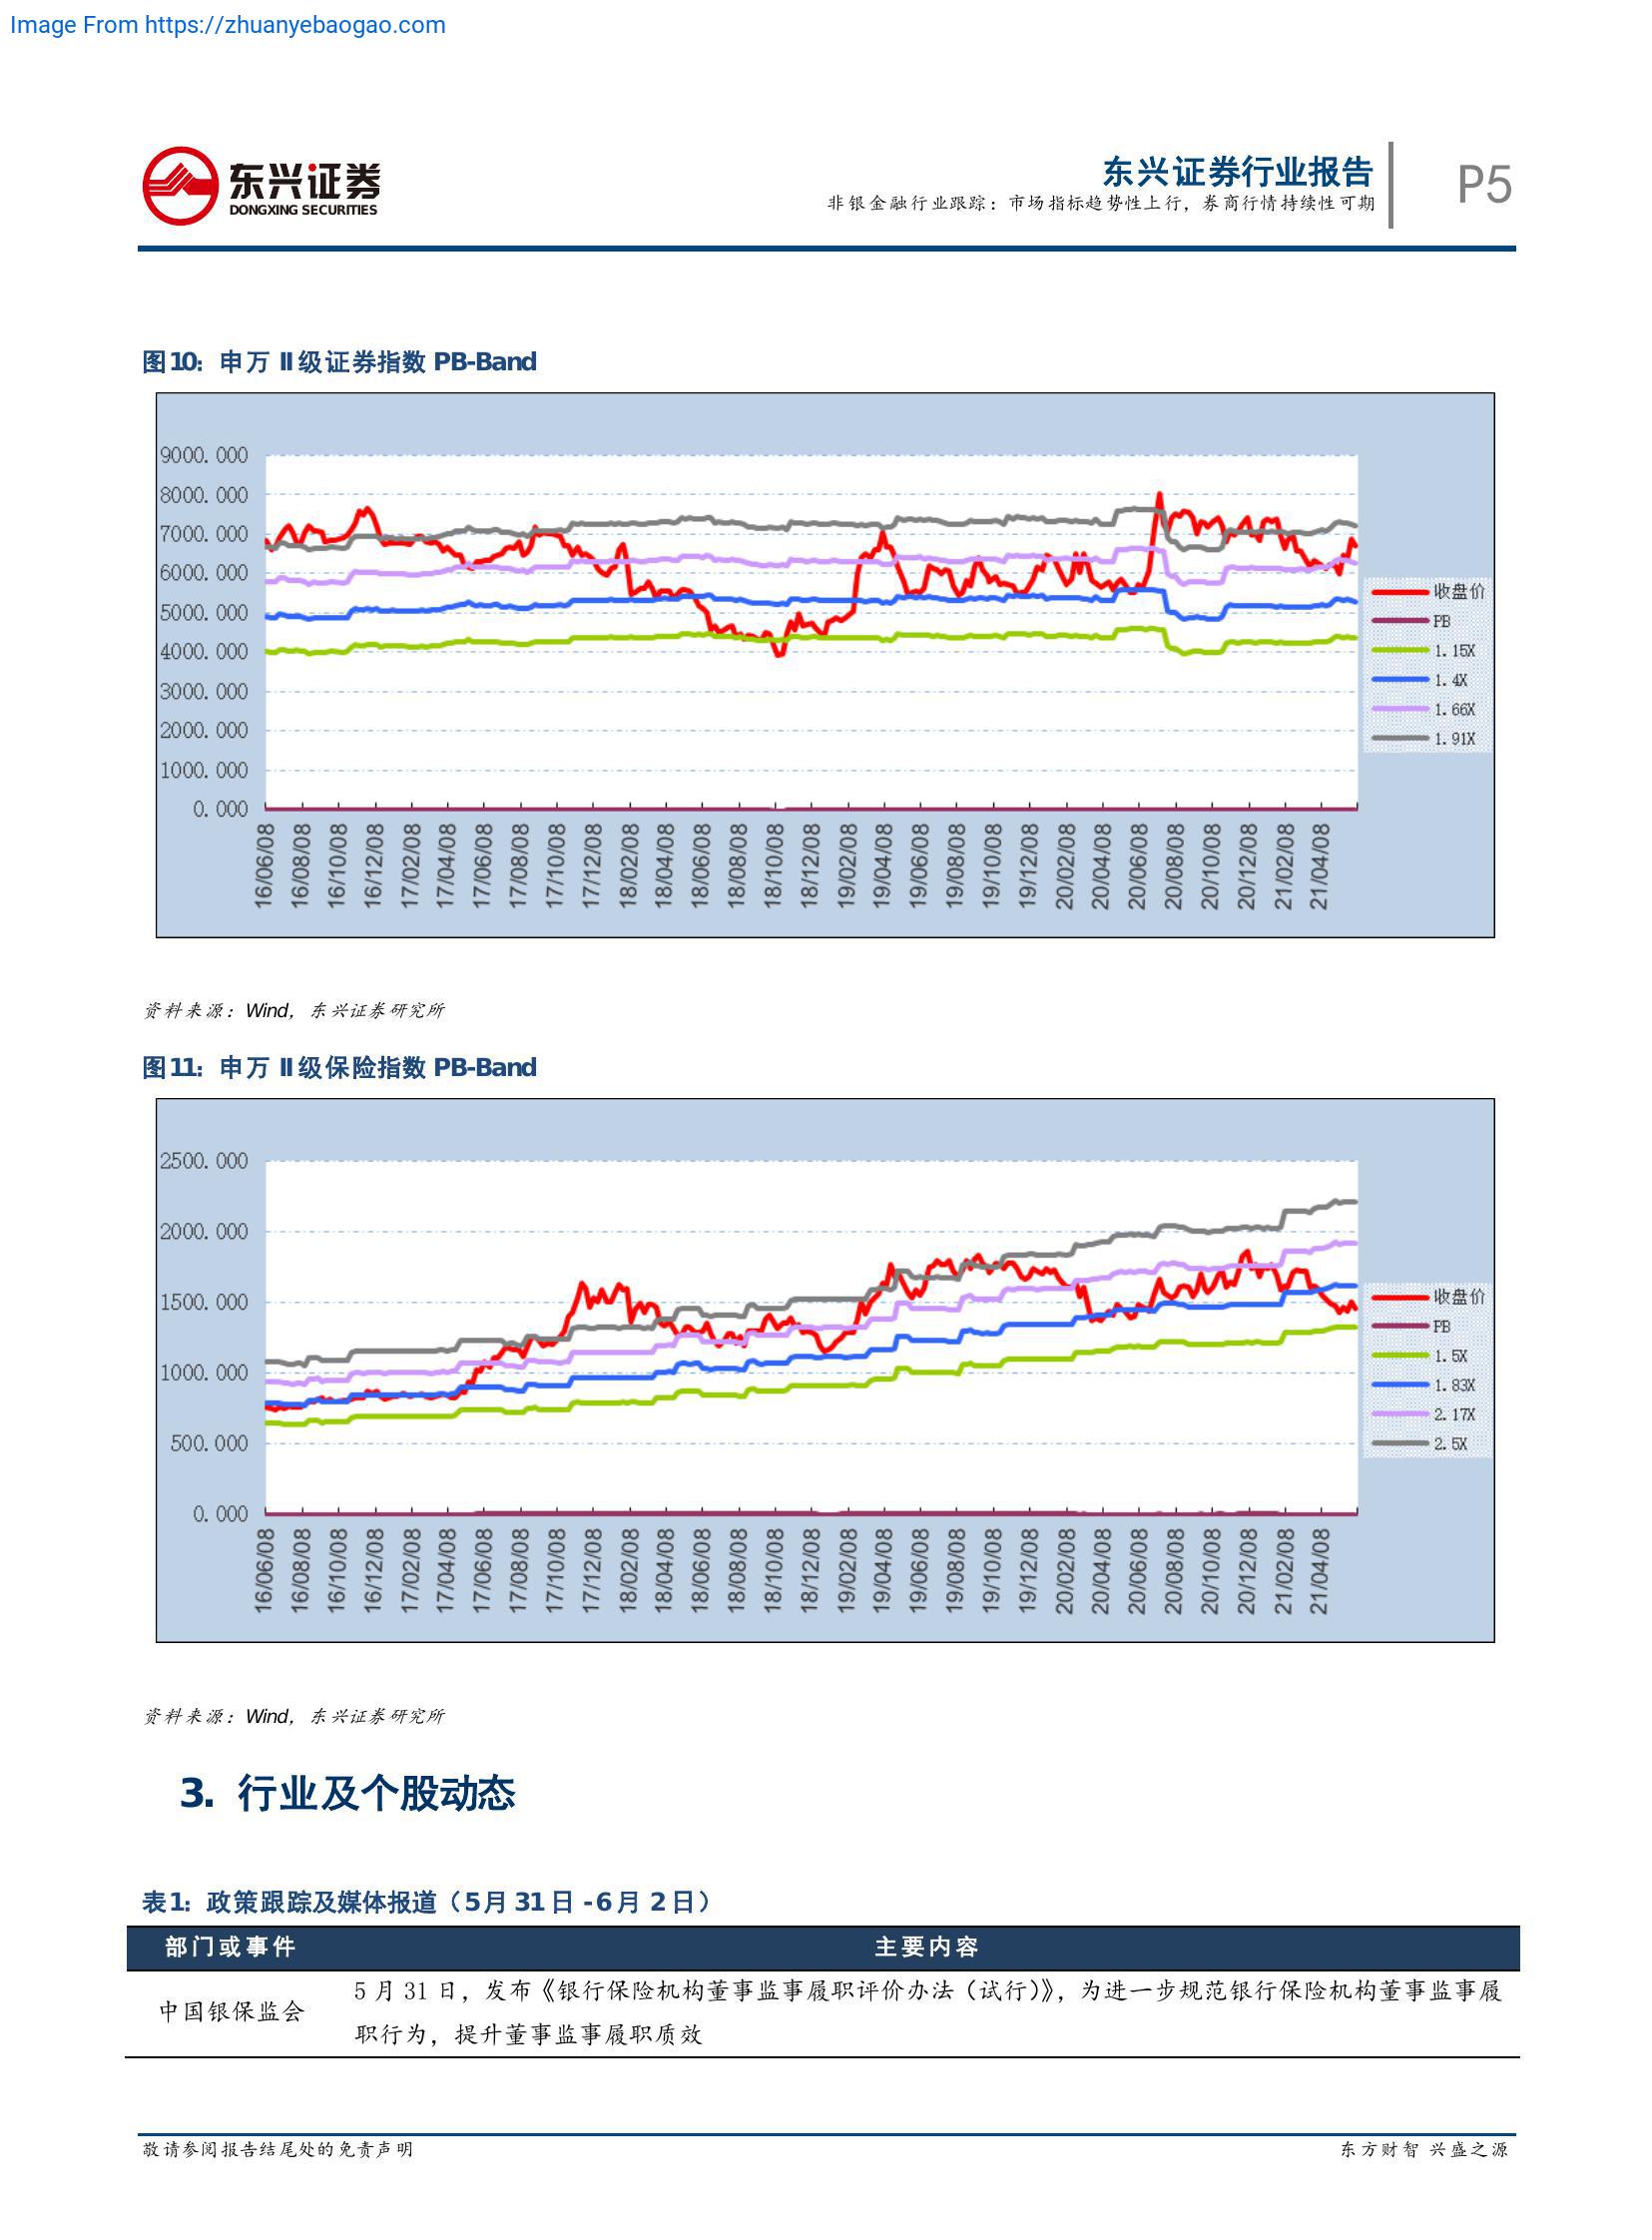 Image From https://zhuanyebaogao.com
东兴证券
DONGXING SECURITIES
东兴证券行业报告
非银金融行业跟踪：市场指标趋势性上行，券商行情持续性可期
P5
图10：申万 II 级证券指数 PB-Band
9000.000
8000.000
7000.000
6000.000
5000.000
4000.000
3000.000
2000.000
1000.000
0.000
16/06/08
16/08/08
16/10/08
16/12/08
17/02/08
17/04/08
17/06/08
17/08/08
17/10/08
17/12/08
18/02/08
18/04/08
18/06/08
18/08/08
18/10/08
18/12/08
19/02/08
19/04/08
19/06/08
19/08/08
19/10/08
19/12/08
20/02/08
20/04/08
20/06/08
20/08/08
20/10/08
20/12/08
21/02/08
21/04/08
收盘价
PB
1.15X
1.4X
1.66X
1.91X
资料来源：Wind，东兴证券研究所
图11：申万 II 级保险指数 PB-Band
2500.000
2000.000
1500.000
1000.000
500.000
0.000
16/06/08
16/08/08
16/10/08
16/12/08
17/02/08
17/04/08
17/06/08
17/08/08
17/10/08
17/12/08
18/02/08
18/04/08
18/06/08
18/08/08
18/10/08
18/12/08
19/02/08
19/04/08
19/06/08
19/08/08
19/10/08
19/12/08
20/02/08
20/04/08
20/06/08
20/08/08
20/10/08
20/12/08
21/02/08
21/04/08
收盘价
PB
1.5X
1.83X
2.17X
2.5X
资料来源：Wind，东兴证券研究所
3. 行业及个股动态
表1：政策跟踪及媒体报道（5月 31 日 -6 月 2 日）
部门或事件 主要内容
5 月 31 日，发布《银行保险机构董事监事履职评价办法（试行）》，为进一步规范银行保险机构董事监事履
中国银保监会
职行为，提升董事监事履职质效
敬请参阅报告结尾处的免责声明
东方财智 兴盛之源